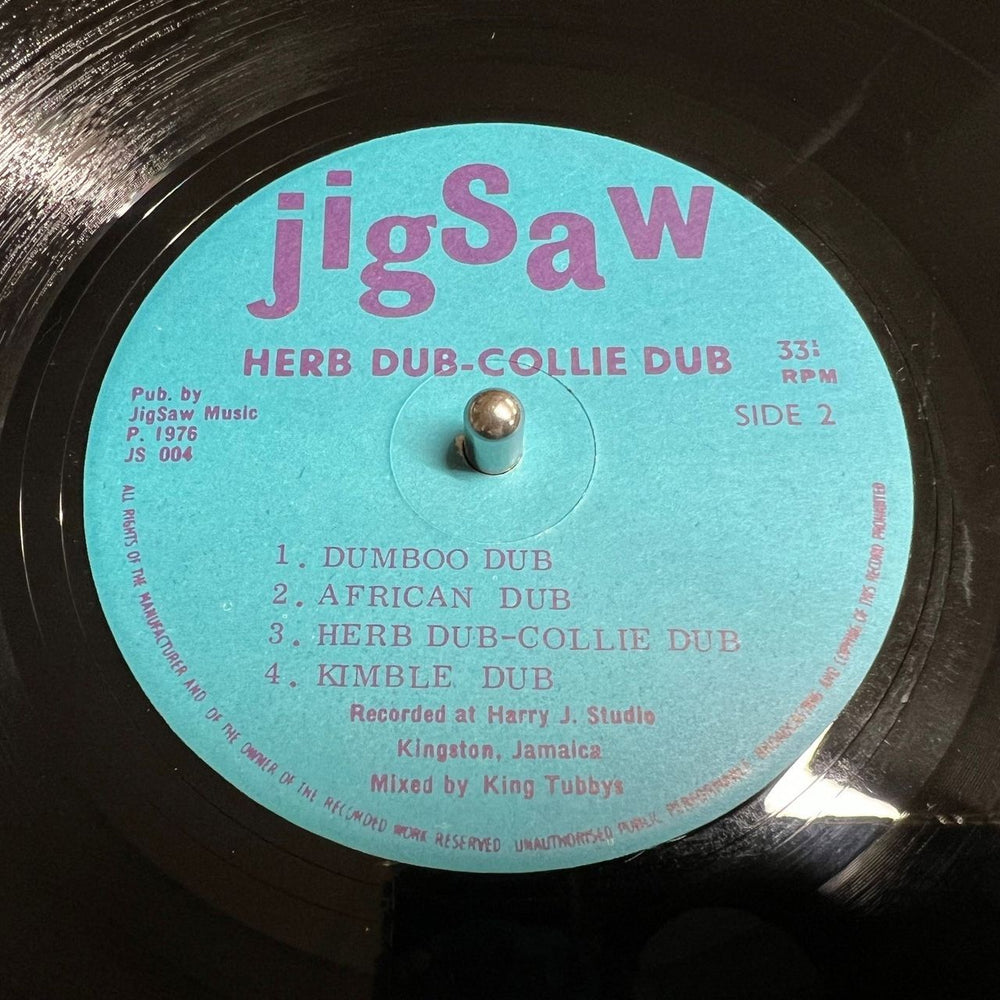 jigsaw
HERB DUB-COLLIE DUB
33⅓
RPM
SIDE 2
Pub. by
JigSaw Music
P. 1976
JS 004
1. DUMBOO DUB
2. AFRICAN DUB
3. HERB DUB-COLLIE DUB
4. KIMBLE DUB
Recorded at Harry J. Studio
Kingston, Jamaica
Mixed by King Tubbys
ALL RIGHTS OF THE MANUFACTURER AND OF THE OWNER OF THE RECORDED WORK RESERVED UNAUTHORISED PUBLIC PERFORMANCE BROADCASTING AND COPYING OF THIS RECORD PROHIBITED